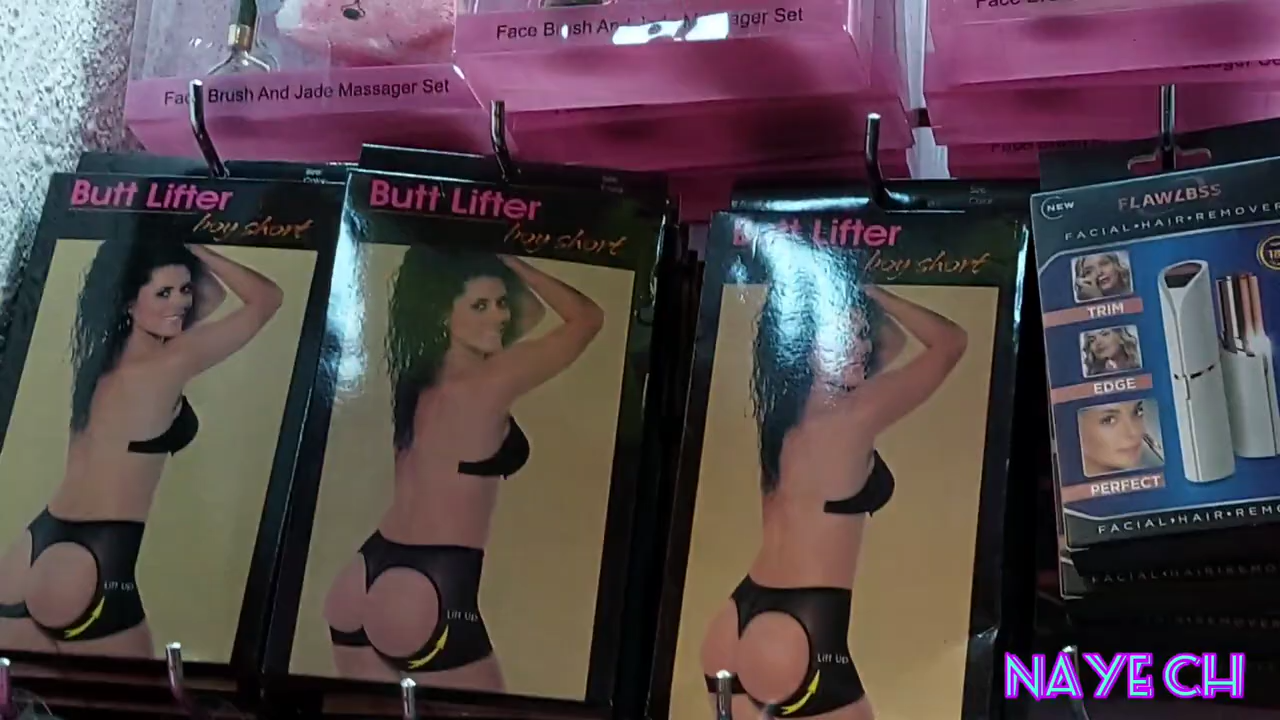 Face Brush And Jade Massager Set
Face Brush And Jade Massager Set
Butt Lifter
boy short
Butt Lifter
boy short
Butt Lifter
boy short
Lift Up
Lift Up
Lift Up
NEW
FLAWLESS
FACIAL•HAIR•REMOVER
TRIM
EDGE
PERFECT
FACIAL•HAIR•REMO
NAYE CH